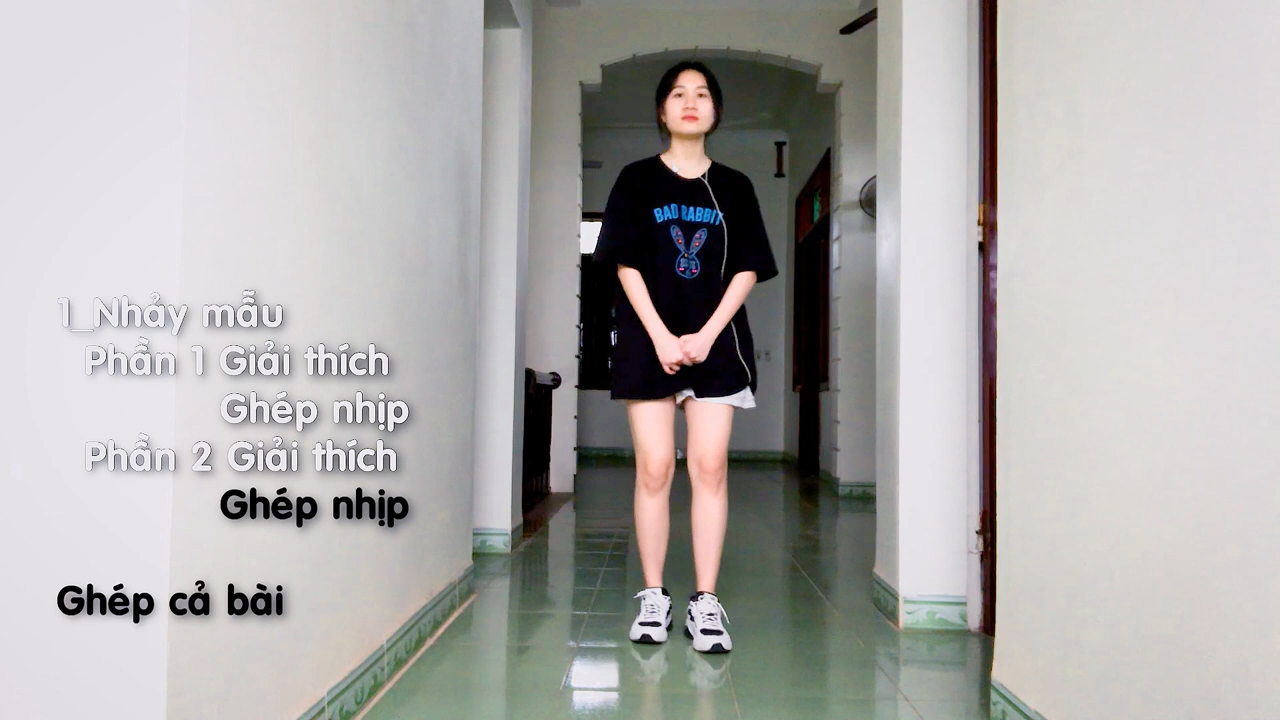 1_Nhảy mẫu
Phần 1 Giải thích
Ghép nhịp
Phần 2 Giải thích
Ghép nhịp
Ghép cả bài
BAD RABBIT